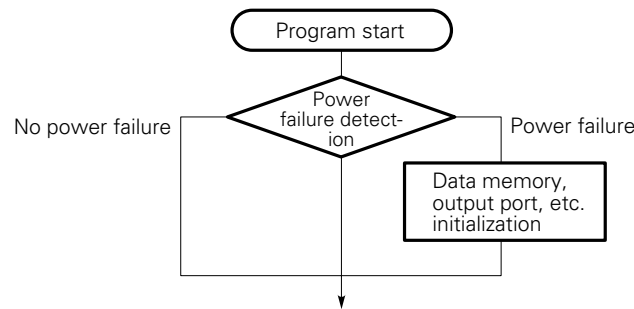 Program start
Power
failure detect-
ion
No power failure
Power failure
Data memory,
output port, etc.
initialization